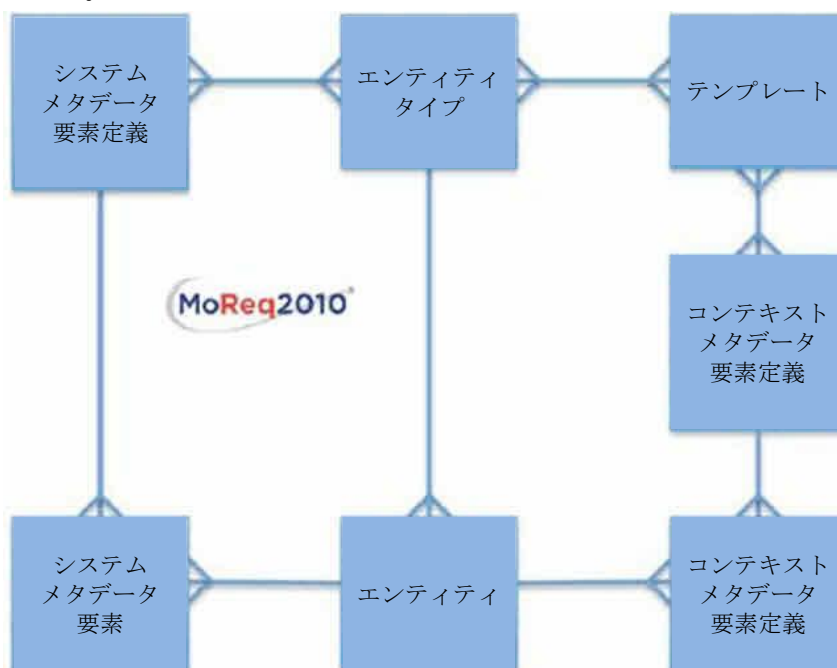 システム
メタデータ
要素定義
エンティティ
タイプ
テンプレート
MoReq2010
コンテキスト
メタデータ
要素定義
システム
メタデータ
要素
エンティティ
コンテキスト
メタデータ
要素定義